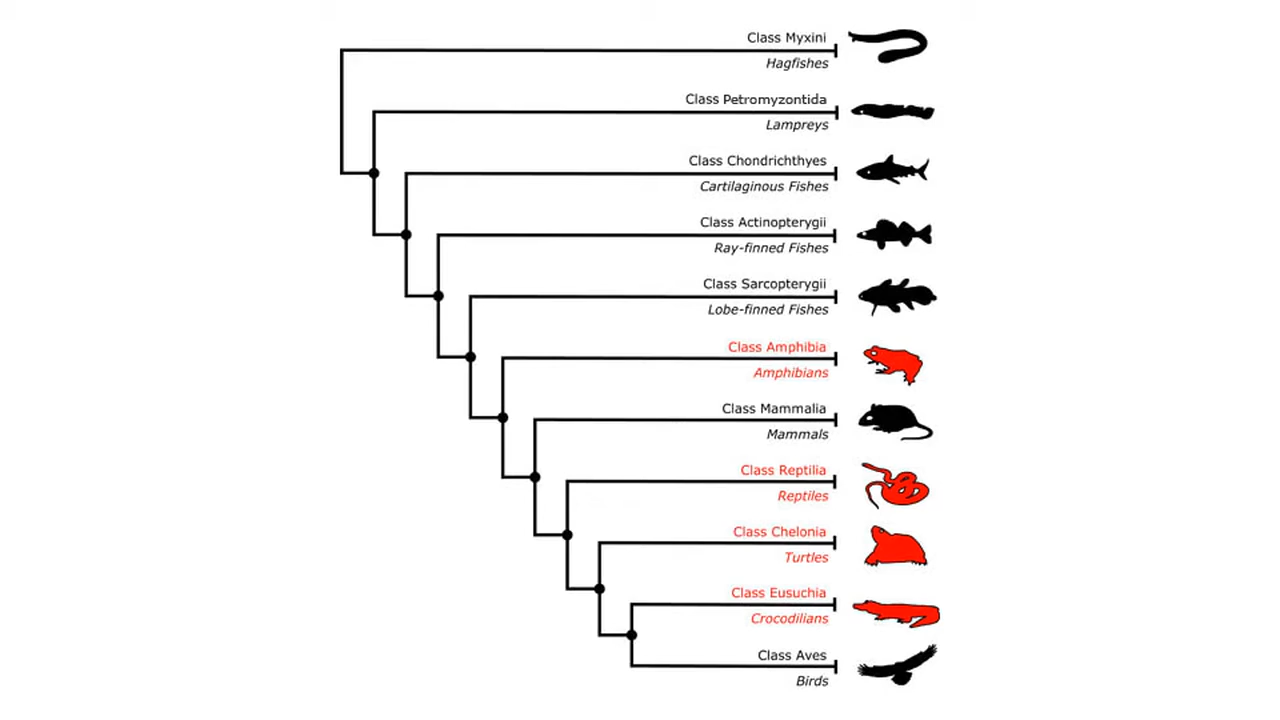 Class Myxini
Hagfishes
Class Petromyzontida
Lampreys
Class Chondrichthyes
Cartilaginous Fishes
Class Actinopterygii
Ray-finned Fishes
Class Sarcopterygii
Lobe-finned Fishes
Class Amphibia
Amphibians
Class Mammalia
Mammals
Class Reptilia
Reptiles
Class Chelonia
Turtles
Class Eusuchia
Crocodilians
Class Aves
Birds